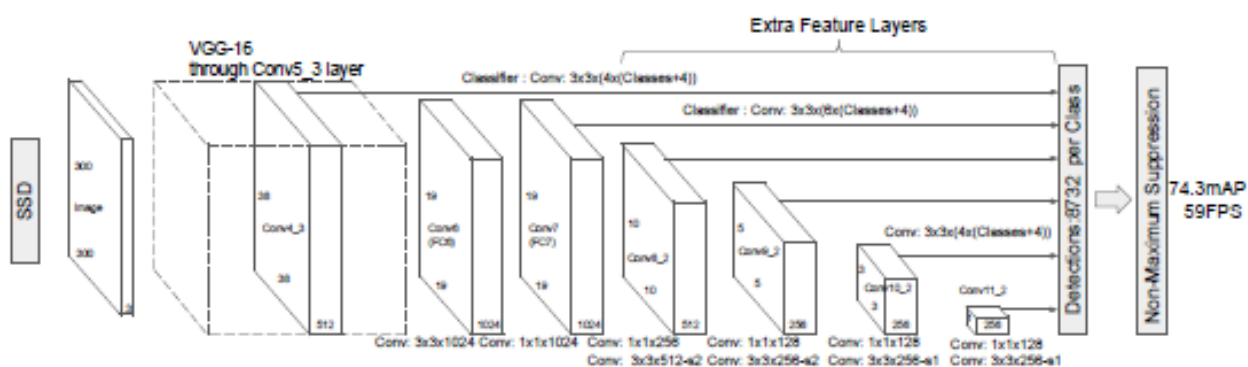 Extra Feature Layers
VGG-16
through Conv5_3 layer
Classifier : Conv: 3x3x(4x(Classes+4))
Classifier : Conv: 3x3x(6x(Classes+4))
SSD
300
Image
300
3
38
Conv4_3
38
512
19
Conv6
(FC6)
19
1024
19
Conv7
(FC7)
19
1024
10
Conv8_2
10
512
5
Conv9_2
5
256
Conv: 3x3x(4x(Classes+4))
3
Conv10_2
3
256
Conv11_2
256
Detections:8732 per Class
Non-Maximum Suppression
74.3mAP
59FPS
Conv: 3x3x1024
Conv: 1x1x1024
Conv: 1x1x256
Conv: 3x3x512-s2
Conv: 1x1x128
Conv: 3x3x256-s2
Conv: 1x1x128
Conv: 3x3x256-s1
Conv: 1x1x128
Conv: 3x3x256-s1